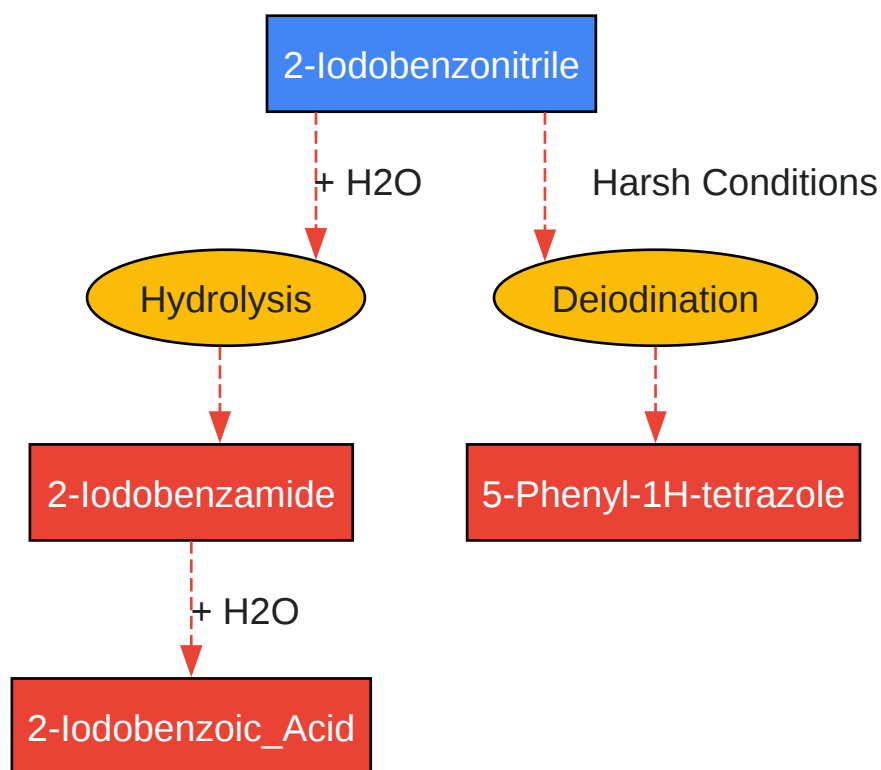 2-Iodobenzonitrile
+ H2O
Harsh Conditions
Hydrolysis
Deiodination
2-Iodobenzamide
5-Phenyl-1H-tetrazole
+ H2O
2-Iodobenzoic_Acid